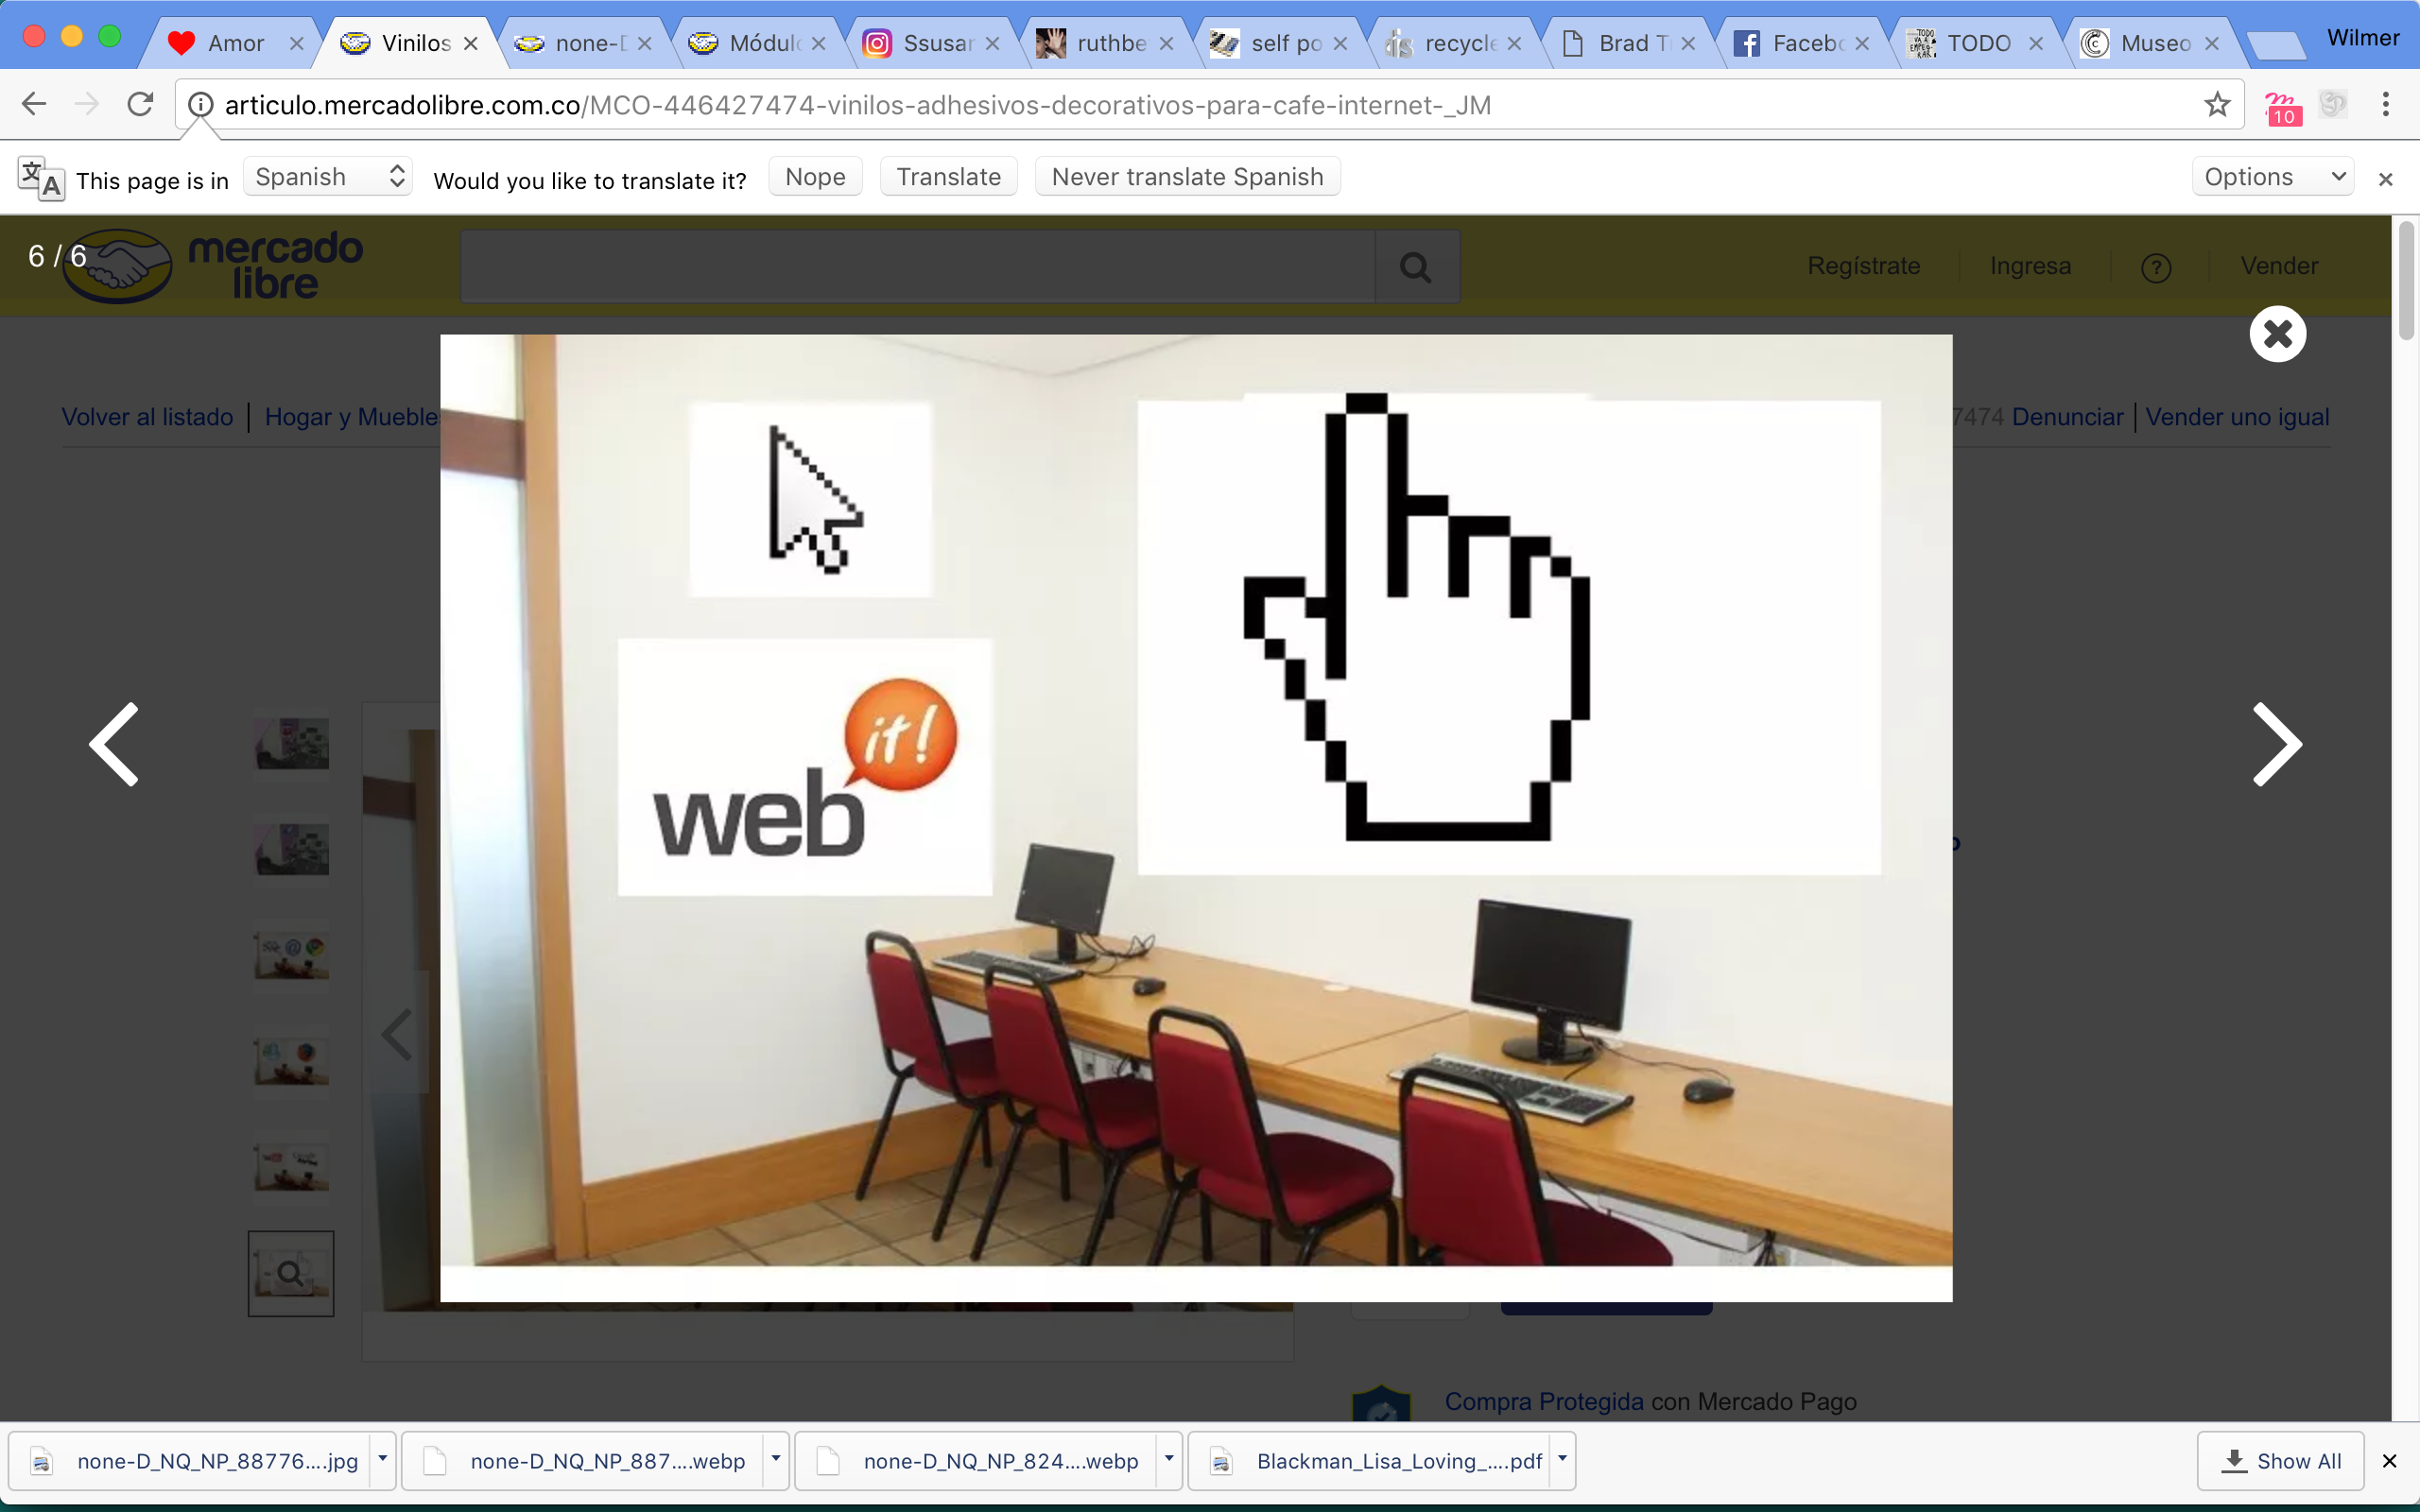 Amor
Vinilos
none-D
Módulo
Ssusar
ruthbe
self po
recycle
Brad T
Facebo
TODO
Museo
Wilmer
articulo.mercadolibre.com.co/MCO-446427474-vinilos-adhesivos-decorativos-para-cafe-internet-_JM
10
This page is in
Spanish
Would you like to translate it?
Nope
Translate
Never translate Spanish
Options
6 / 6
mercado
libre
Regístrate
Ingresa
?
Vender
Volver al listado | Hogar y Muebles
7474 Denunciar | Vender uno igual
it!
web
Compra Protegida con Mercado Pago
none-D_NQ_NP_88776....jpg
none-D_NQ_NP_887....webp
none-D_NQ_NP_824....webp
Blackman_Lisa_Loving_....pdf
Show All